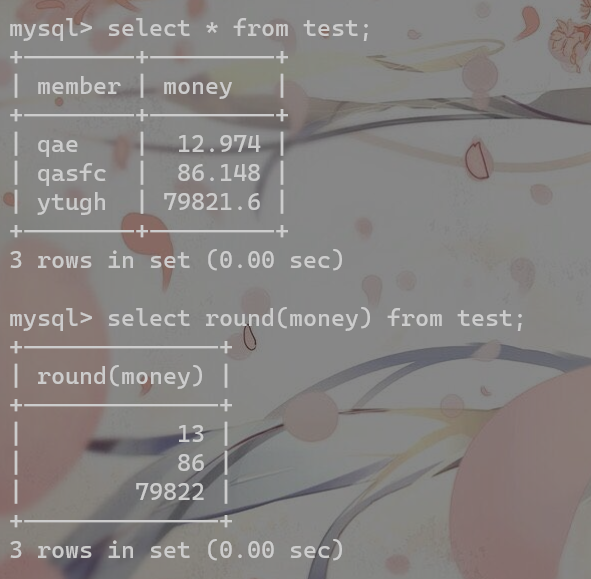 mysql> select * from test;
+--------+---------+
| member | money   |
+--------+---------+
| qae    |  12.974 |
| qasfc  |  86.148 |
| ytugh  | 79821.6 |
+--------+---------+
3 rows in set (0.00 sec)
mysql> select round(money) from test;
+--------------+
| round(money) |
+--------------+
|           13 |
|           86 |
|        79822 |
+--------------+
3 rows in set (0.00 sec)